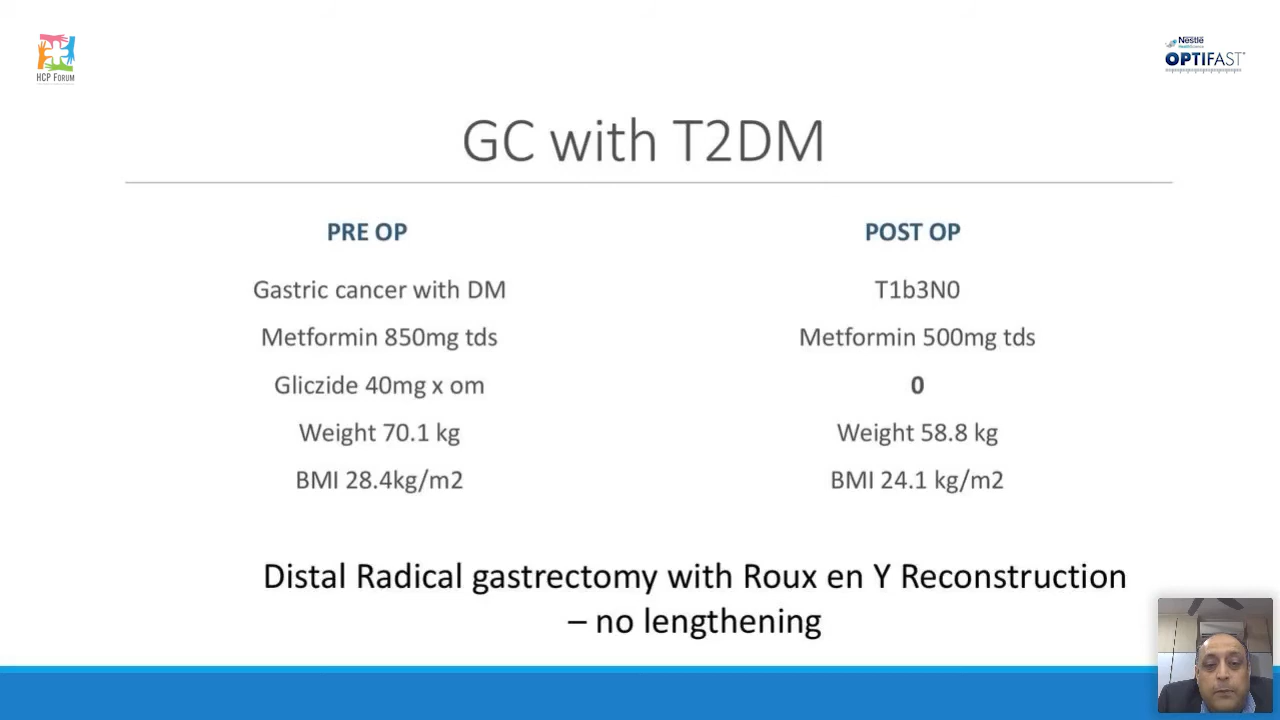 HCP FORUM
Nestlé
HealthScience
OPTIFAST
GC with T2DM
PRE OP
POST OP
Gastric cancer with DM
T1b3N0
Metformin 850mg tds
Metformin 500mg tds
Gliczide 40mg x om
0
Weight 70.1 kg
Weight 58.8 kg
BMI 28.4kg/m2
BMI 24.1 kg/m2
Distal Radical gastrectomy with Roux en Y Reconstruction
– no lengthening